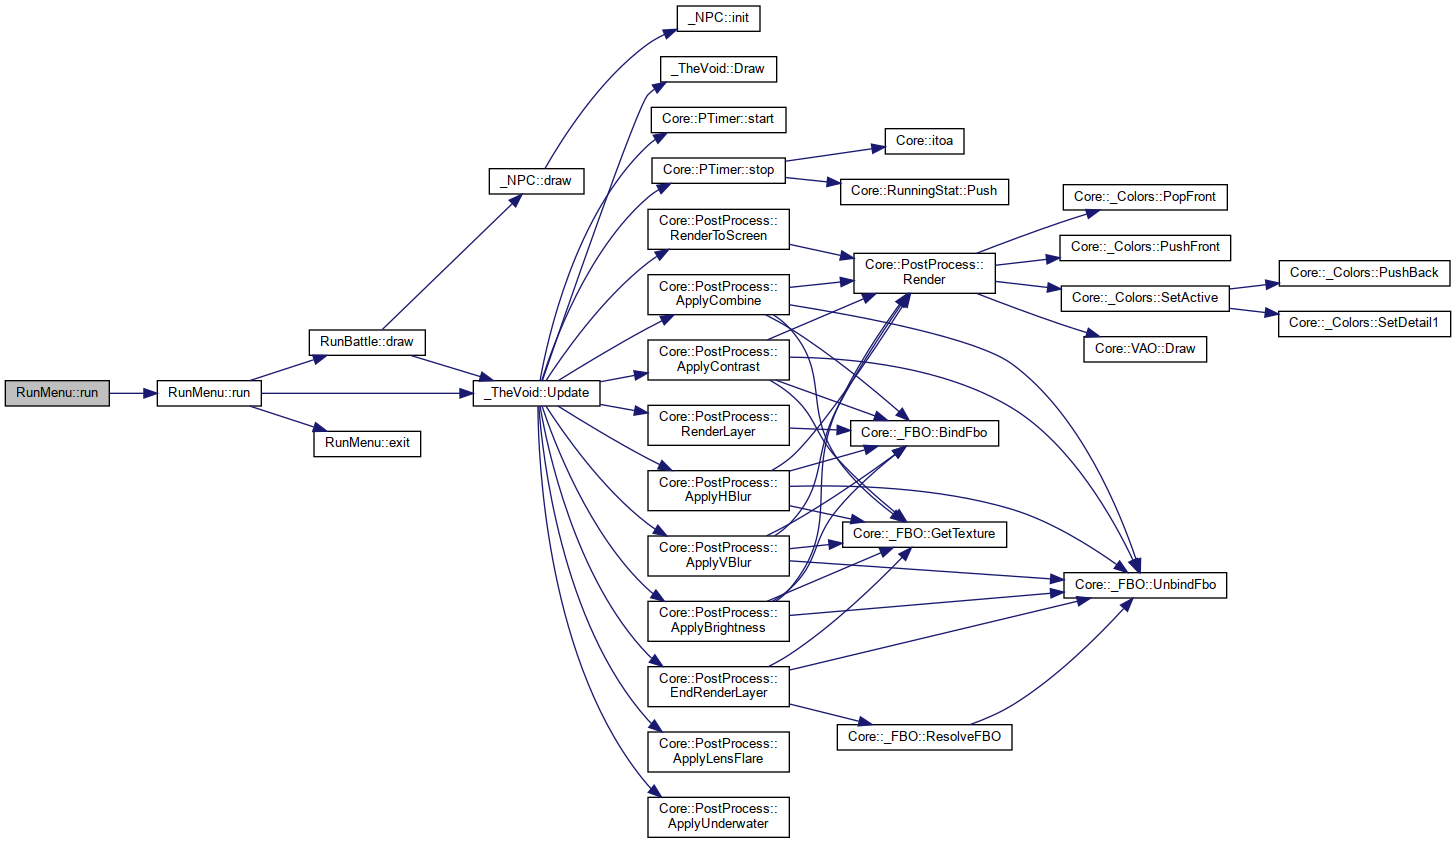 _NPC::init
_TheVoid::Draw
Core::PTimer::start
Core::itoa
Core::PTimer::stop
_NPC::draw
Core::RunningStat::Push
Core::_Colors::PopFront
Core::PostProcess::
RenderToScreen
Core::_Colors::PushFront
Core::PostProcess::
Render
Core::_Colors::PushBack
Core::PostProcess::
ApplyCombine
Core::_Colors::SetActive
Core::_Colors::SetDetail1
RunBattle::draw
Core::VAO::Draw
Core::PostProcess::
ApplyContrast
RunMenu::run
RunMenu::run
_TheVoid::Update
Core::PostProcess::
RenderLayer
Core::_FBO::BindFbo
RunMenu::exit
Core::PostProcess::
ApplyHBlur
Core::_FBO::GetTexture
Core::PostProcess::
ApplyVBlur
Core::_FBO::UnbindFbo
Core::PostProcess::
ApplyBrightness
Core::PostProcess::
EndRenderLayer
Core::_FBO::ResolveFBO
Core::PostProcess::
ApplyLensFlare
Core::PostProcess::
ApplyUnderwater